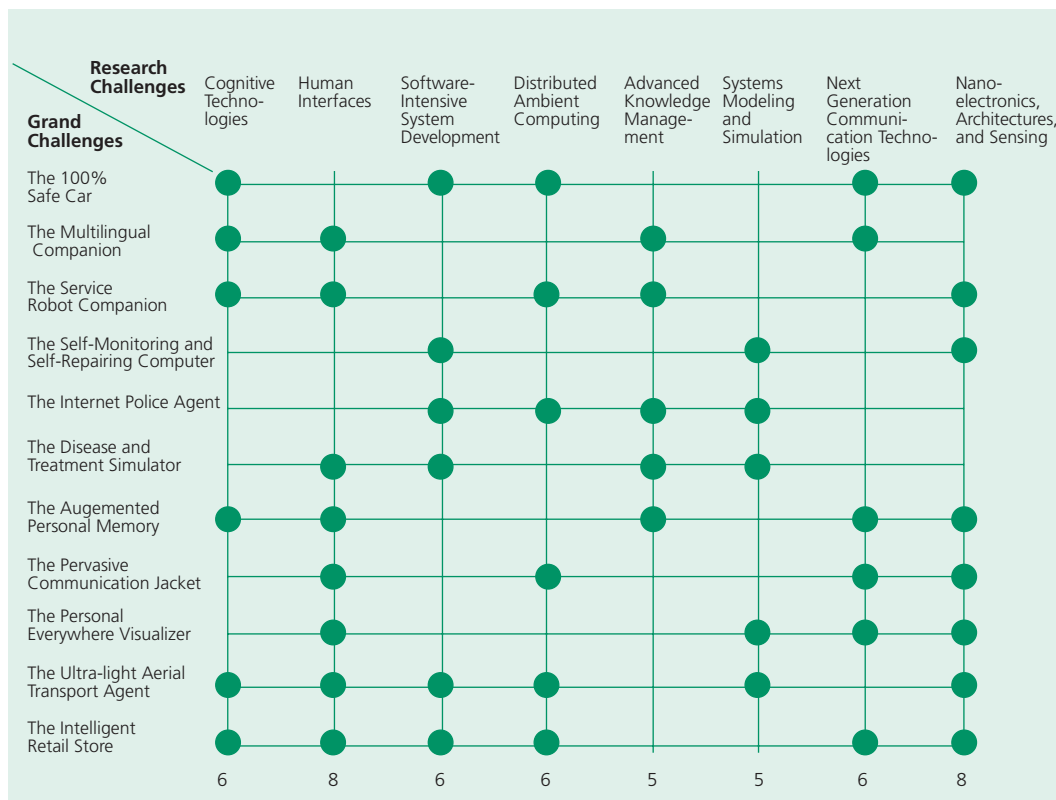 Research
Challenges
Grand
Challenges
Cognitive
Techno-
logies
Human
Interfaces
Software-
Intensive
System
Development
Distributed
Ambient
Computing
Advanced
Knowledge
Manage-
ment
Systems
Modeling
and
Simulation
Next
Generation
Communi-
cation Techno-
logies
Nano-
electronics,
Architectures,
and Sensing
The 100%
Safe Car
The Multilingual
Companion
The Service
Robot Companion
The Self-Monitoring and
Self-Repairing Computer
The Internet Police Agent
The Disease and
Treatment Simulator
The Augemented
Personal Memory
The Pervasive
Communication Jacket
The Personal
Everywhere Visualizer
The Ultra-light Aerial
Transport Agent
The Intelligent
Retail Store
6 8 6 6 5 5 6 8